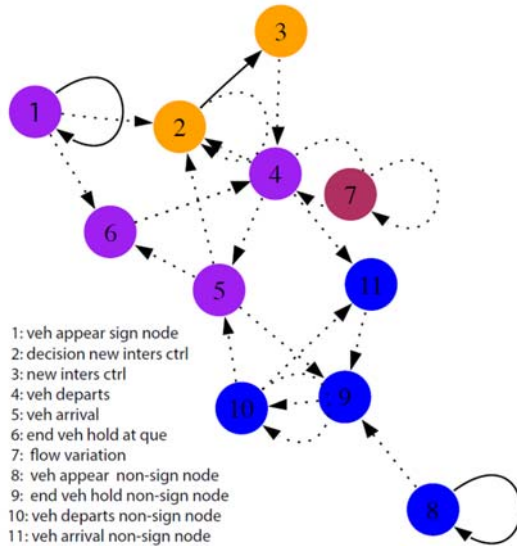 3
1
2
4
7
6
5
11
10
9
8
1: veh appear sign node
2: decision new inters ctrl
3: new inters ctrl
4: veh departs
5: veh arrival
6: end veh hold at que
7: flow variation
8: veh appear non-sign node
9: end veh hold non-sign node
10: veh departs non-sign node
11: veh arrival non-sign node